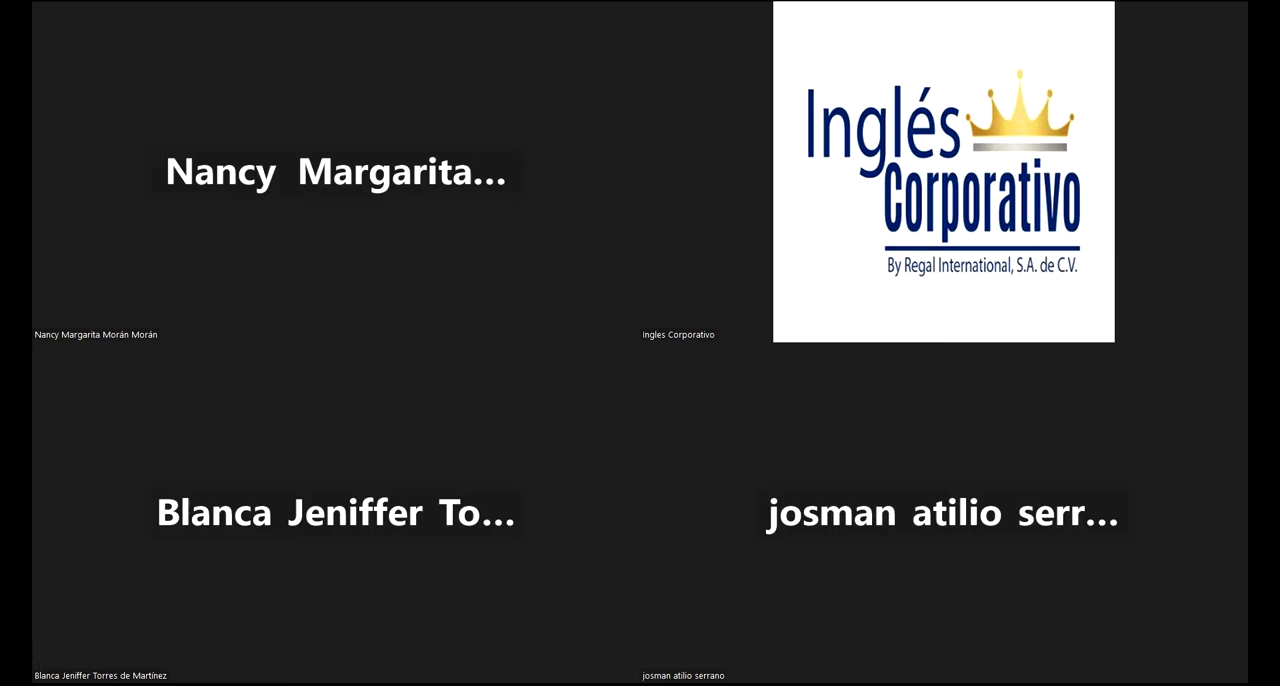 Nancy Margarita...
Nancy Margarita Morán Morán
Inglés
Corporativo
By Regal International, S.A. de C.V.
Ingles Corporativo
Blanca Jeniffer To...
Blanca Jeniffer Torres de Martínez
josman atilio serr...
josman atilio serrano